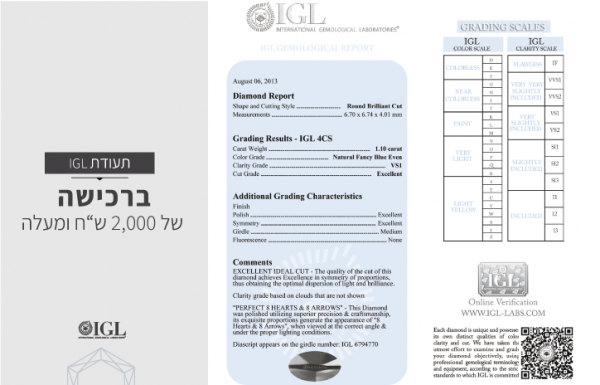 תעודת IGL
ברכישה
של 2,000 ש"ח ומעלה
IGL
INTERNATIONAL GEMOLOGICAL LABORATORIES
IGL GEMOLOGICAL REPORT
August 06, 2013
Diamond Report
Shape and Cutting Style ................ Round Brilliant Cut
Measurements ................ 6.70 x 6.74 x 4.01 mm
Grading Results - IGL 4CS
Carat Weight ................ 1.10 carat
Color Grade ................ Natural Fancy Blue Even
Clarity Grade ................ VS1
Cut Grade ................ Excellent
Additional Grading Characteristics
Finish
Polish ................ Excellent
Symmetry ................ Excellent
Girdle ................ Medium
Fluorescence ................ None
Comments
EXCELLENT IDEAL CUT - The quality of the cut of this
diamond achieves Excellence in symmetry of proportions,
thus obtaining the optimal dispersion of light and brilliance.
Clarity grade based on clouds that are not shown
"PERFECT 8 HEARTS & 8 ARROWS" - This Diamond
was polished utilizing superior precision & craftmanship,
its exquisite proportions generate the appearance of "8
Hearts & 8 Arrows", when viewed at the correct angle &
under the proper lighting conditions.
Diascript appears on the girdle number: IGL 6794770
GRADING SCALES
IGL
COLOR SCALE
COLORLESS
NEAR
COLORLESS
FAINT
VERY
LIGHT
LIGHT
YELLOW
IGL
CLARITY SCALE
FLAWLESS
IF
VERY VERY
SLIGHTLY
INCLUDED
VVS1
VVS2
VERY
SLIGHTLY
INCLUDED
VS1
VS2
SLIGHTLY
INCLUDED
SI1
SI2
SI3
INCLUDED
I1
I2
I3
IGL
Online Verification
WWW.IGL-LABS.COM
Each diamond is unique and possesses
its own distinct qualities of color,
clarity and cut. We have taken the
utmost effort to examine and grade
your diamond objectively, using
professional gemological terminology
and equipment, according to the strict
standards to which IGL is committed